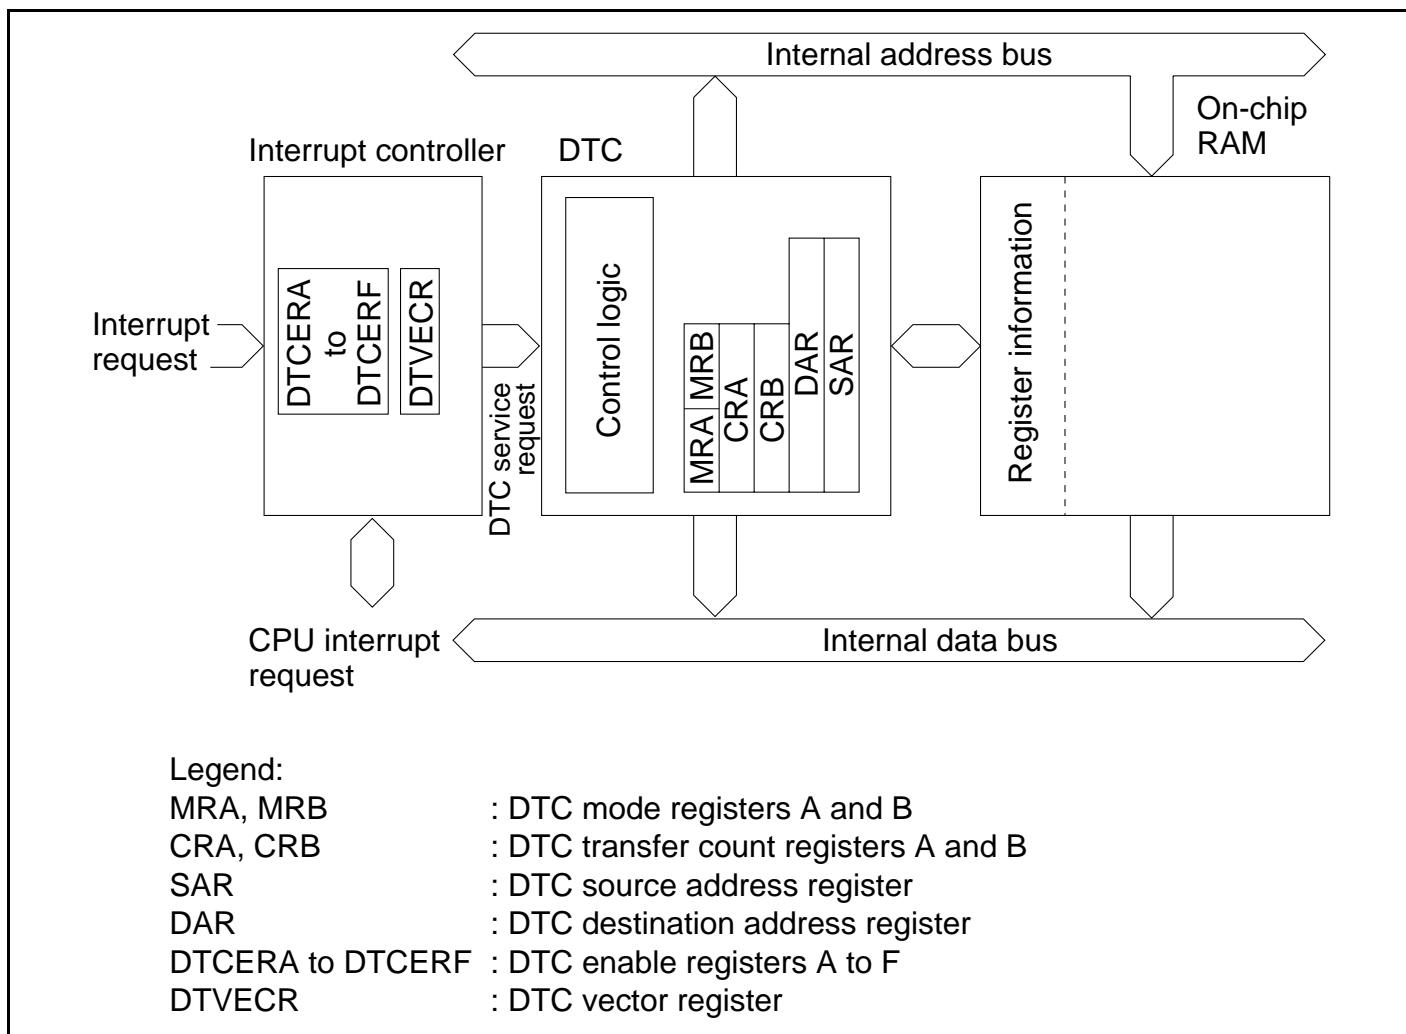 Internal address bus
On-chip
RAM
Interrupt controller
DTC
Interrupt
request
DTCERA
to
DTCERF
DTVECR
DTC service
request
Control logic
MRA
MRB
CRA
CRB
DAR
SAR
Register information
CPU interrupt
request
Internal data bus
Legend:
MRA, MRB : DTC mode registers A and B
CRA, CRB : DTC transfer count registers A and B
SAR : DTC source address register
DAR : DTC destination address register
DTCERA to DTCERF : DTC enable registers A to F
DTVECR : DTC vector register